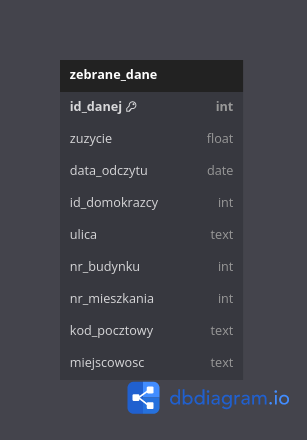 zebrane_dane
id_danej int
zuzycie float
data_odczytu date
id_domokrazcy int
ulica text
nr_budynku int
nr_mieszkania int
kod_pocztowy text
miejscowosc text
dbdiagram.io